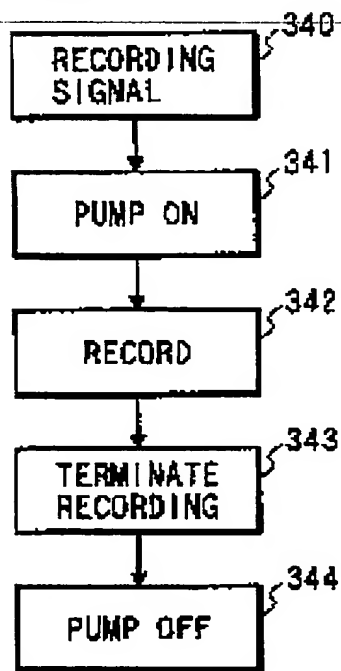 340
RECORDING
SIGNAL
341
PUMP ON
342
RECORD
343
TERMINATE
RECORDING
344
PUMP OFF